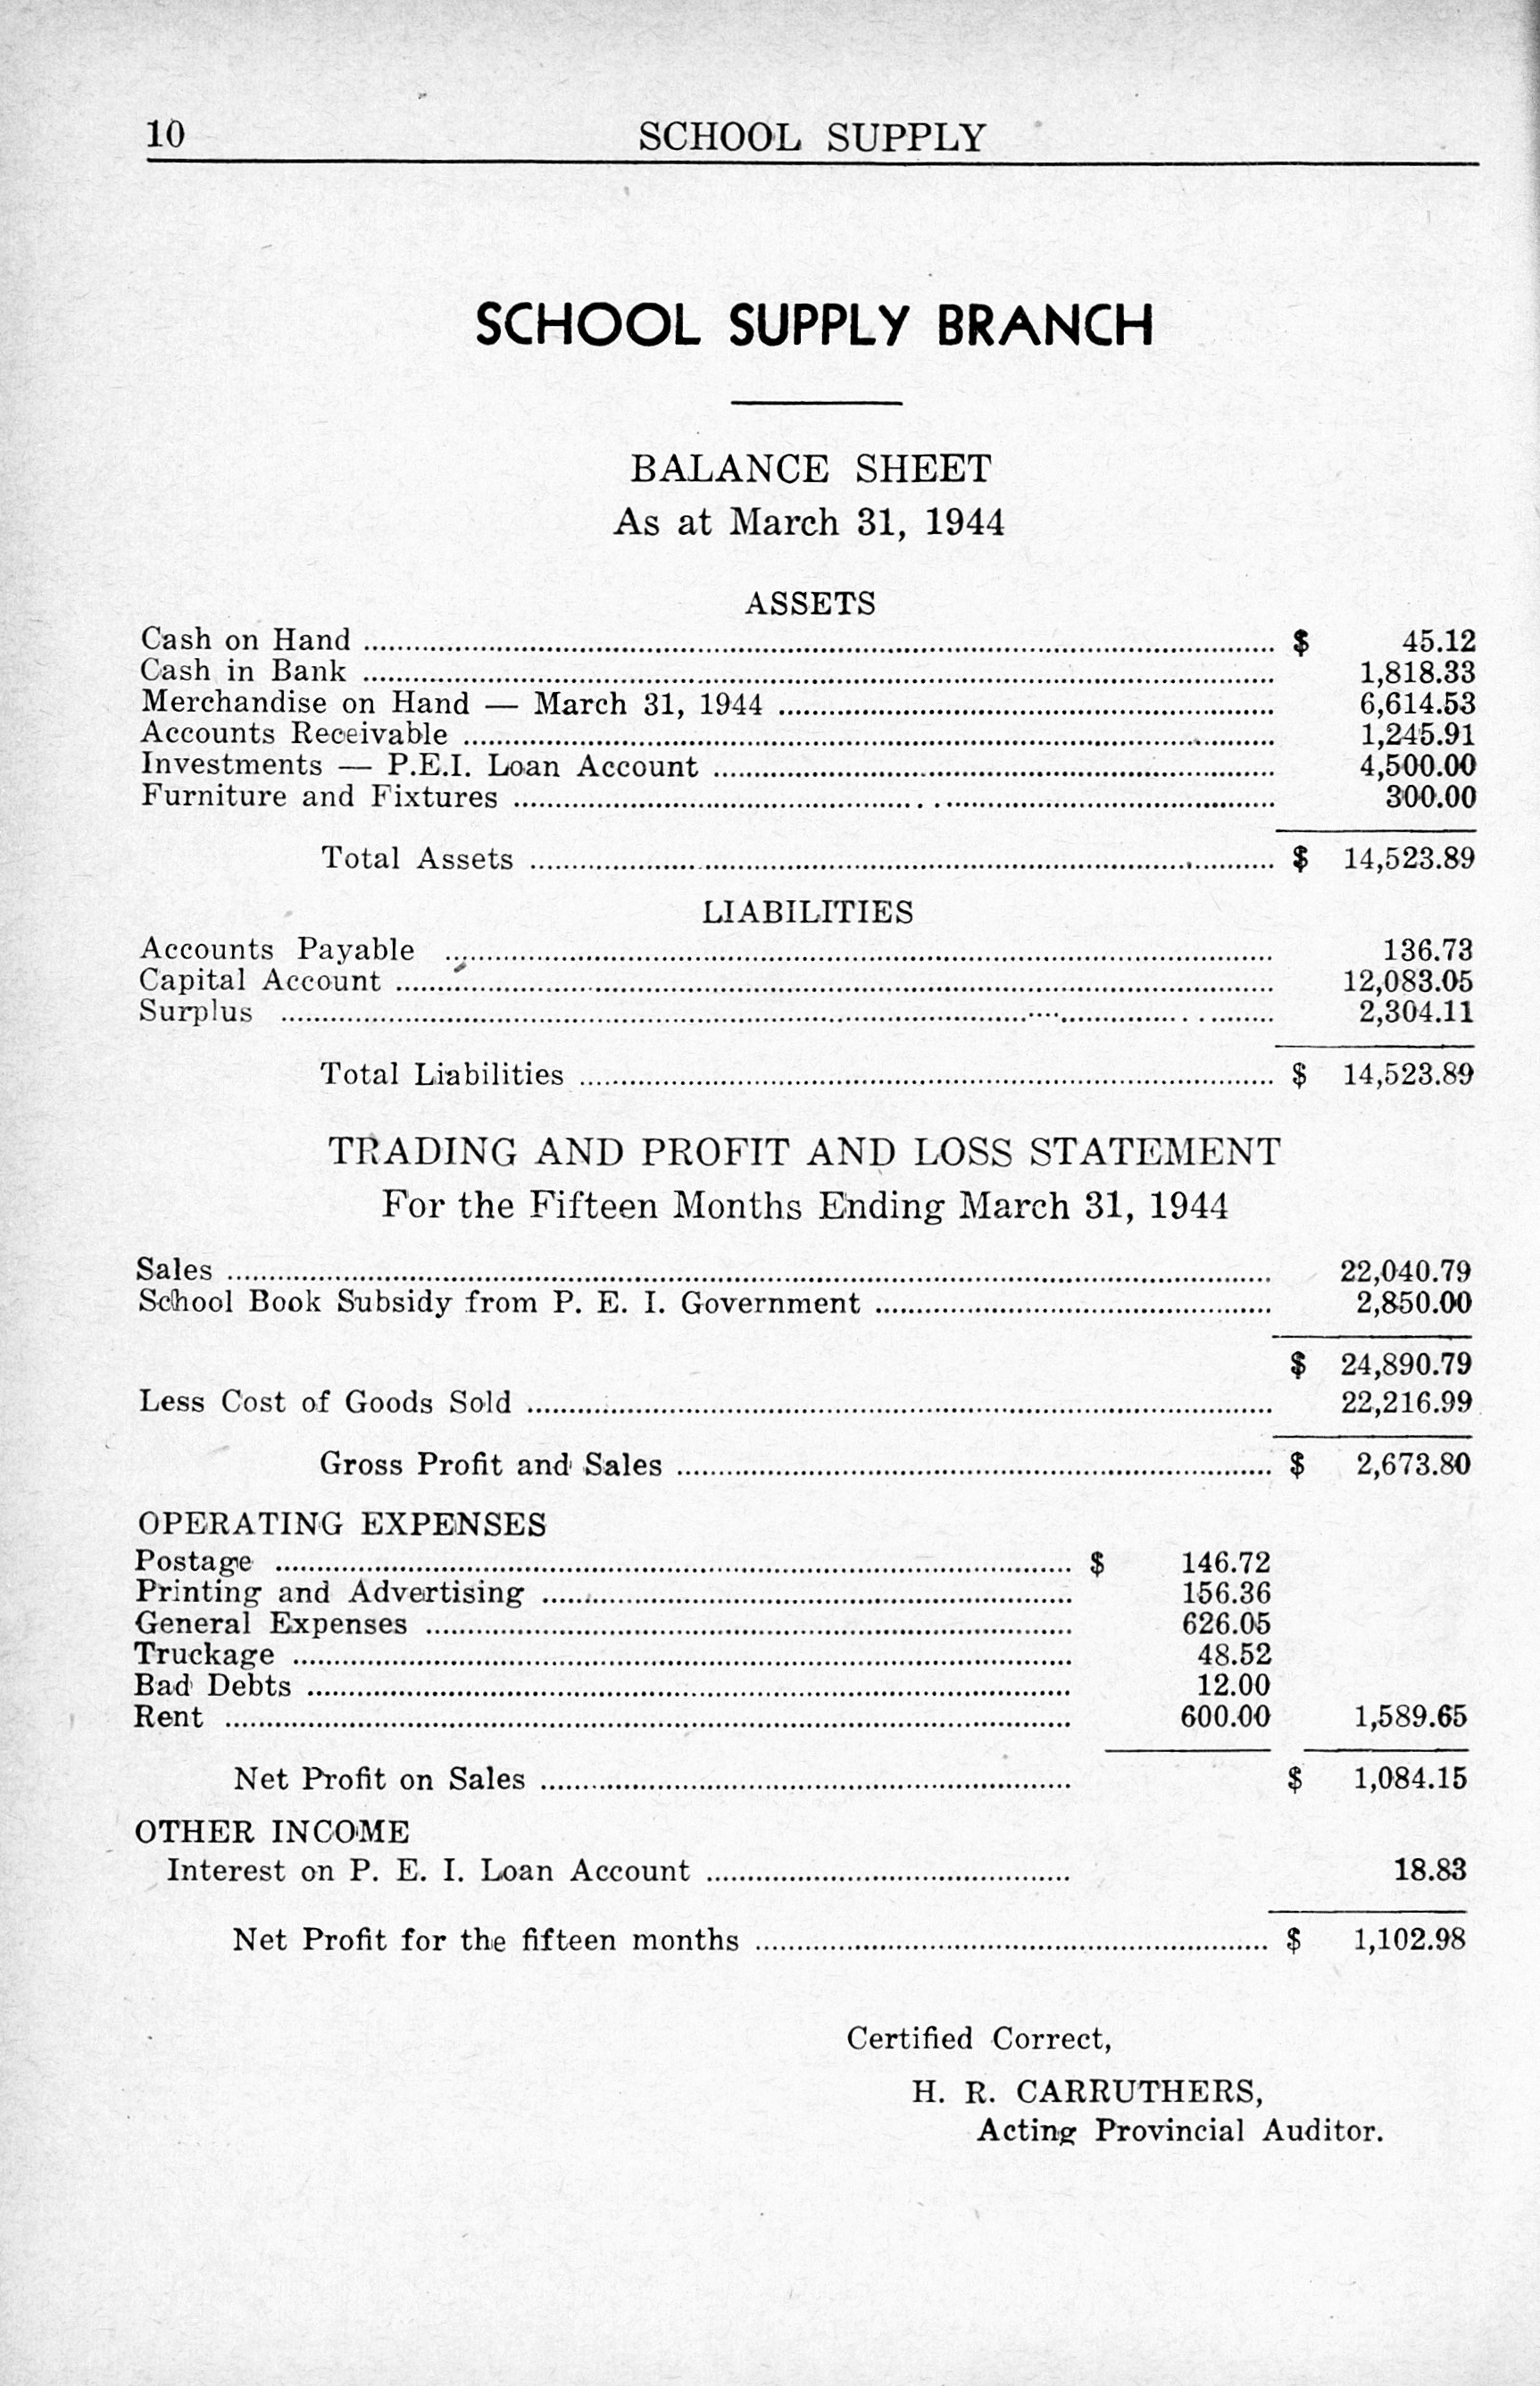 10 SCHOOL SUPPLY
SCHOOL SUPPLY BRANCH
BALANCE SHEET
As at March 31, 1944
ASSETS
Cash on Hand ........ $ 45.12
Cash in Bank ........ 1,818.33
Merchandise on Hand — March 31, 1944 ........ 6,614.53
Accounts Receivable ........ 1,245.91
Investments — P.E.I. Loan Account ........ 4,500.00
Furniture and Fixtures ........ 300.00
Total Assets ........ $ 14,523.89
LIABILITIES
Accounts Payable ........ 136.73
Capital Account ........ 12,083.05
Surplus ........ 2,304.11
Total Liabilities ........ $ 14,523.89
TRADING AND PROFIT AND LOSS STATEMENT
For the Fifteen Months Ending March 31, 1944
Sales ........ 22,040.79
School Book Subsidy from P. E. I. Government ........ 2,850.00
$ 24,890.79
Less Cost of Goods Sold ........ 22,216.99
Gross Profit and Sales ........ $ 2,673.80
OPERATING EXPENSES
Postage ........ $ 146.72
Printing and Advertising ........ 156.36
General Expenses ........ 626.05
Truckage ........ 48.52
Bad Debts ........ 12.00
Rent ........ 600.00 1,589.65
Net Profit on Sales ........ $ 1,084.15
OTHER INCOME
Interest on P. E. I. Loan Account ........ 18.83
Net Profit for the fifteen months ........ $ 1,102.98
Certified Correct,
H. R. CARRUTHERS,
Acting Provincial Auditor.